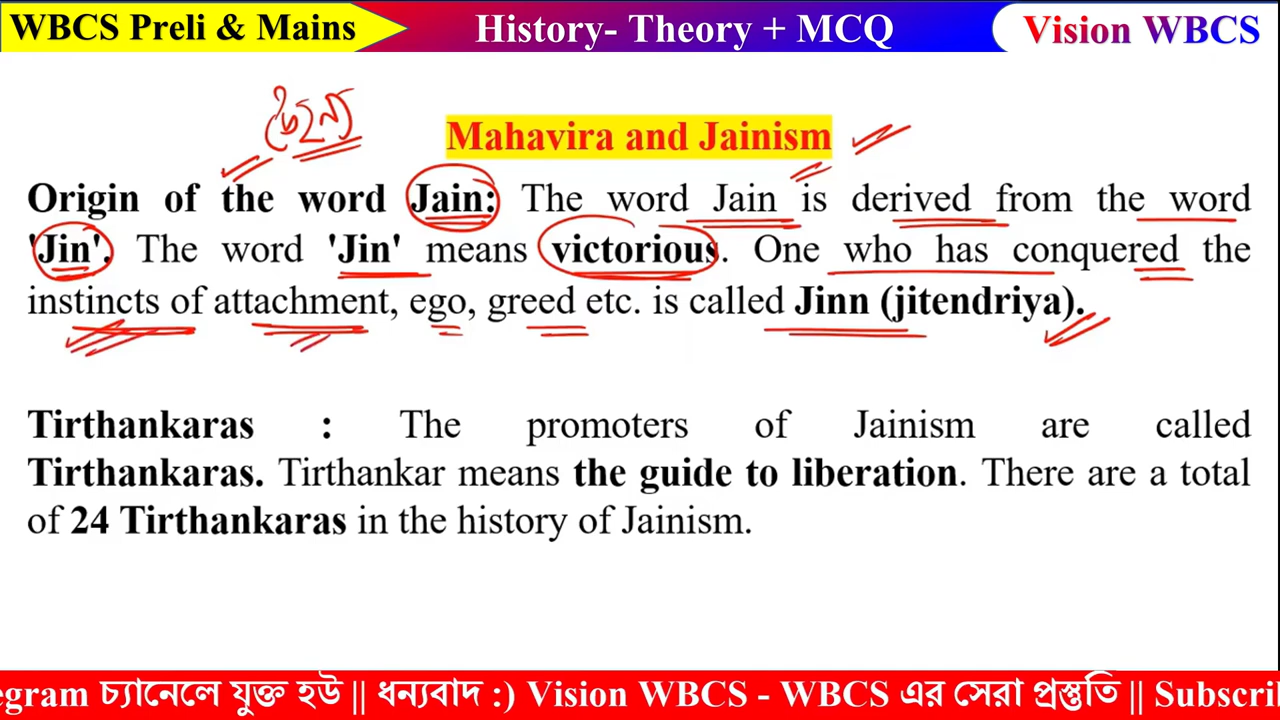 WBCS Preli & Mains
History- Theory + MCQ
Vision WBCS
Mahavira and Jainism
Origin of the word Jain: The word Jain is derived from the word
'Jin'. The word 'Jin' means victorious. One who has conquered the
instincts of attachment, ego, greed etc. is called Jinn (jitendriya).
Tirthankaras : The promoters of Jainism are called
Tirthankaras. Tirthankar means the guide to liberation. There are a total
of 24 Tirthankaras in the history of Jainism.
egram চ্যানেলে যুক্ত হউ || ধন্যবাদ :) Vision WBCS - WBCS এর সেরা প্রস্তুতি || Subscri